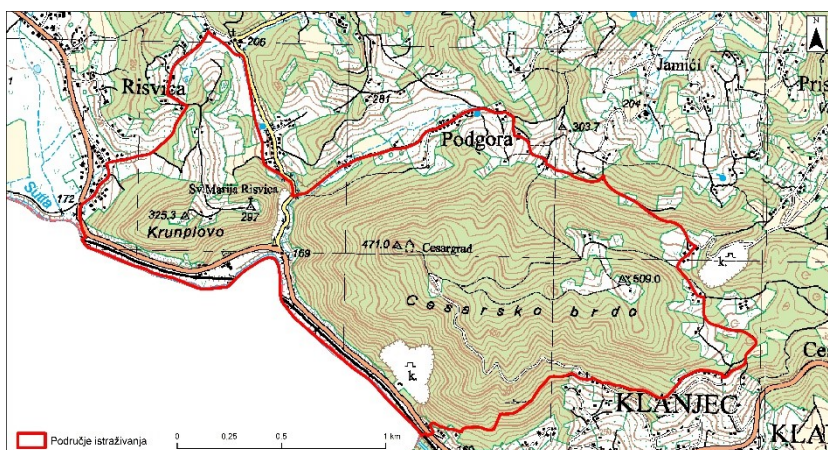 N
206
Risvica
Jamići
Pris
281
204
303.7
Podgora
172
Sutla
Sv.Marija Risvica
325.3
297
Krunplovo
471.0
Cesargrad
169
k.
509.0
Cesarsko brdo
k.
Ce
KLANJEC
KLA
Područje istraživanja
0
0.25
0.5
1 km